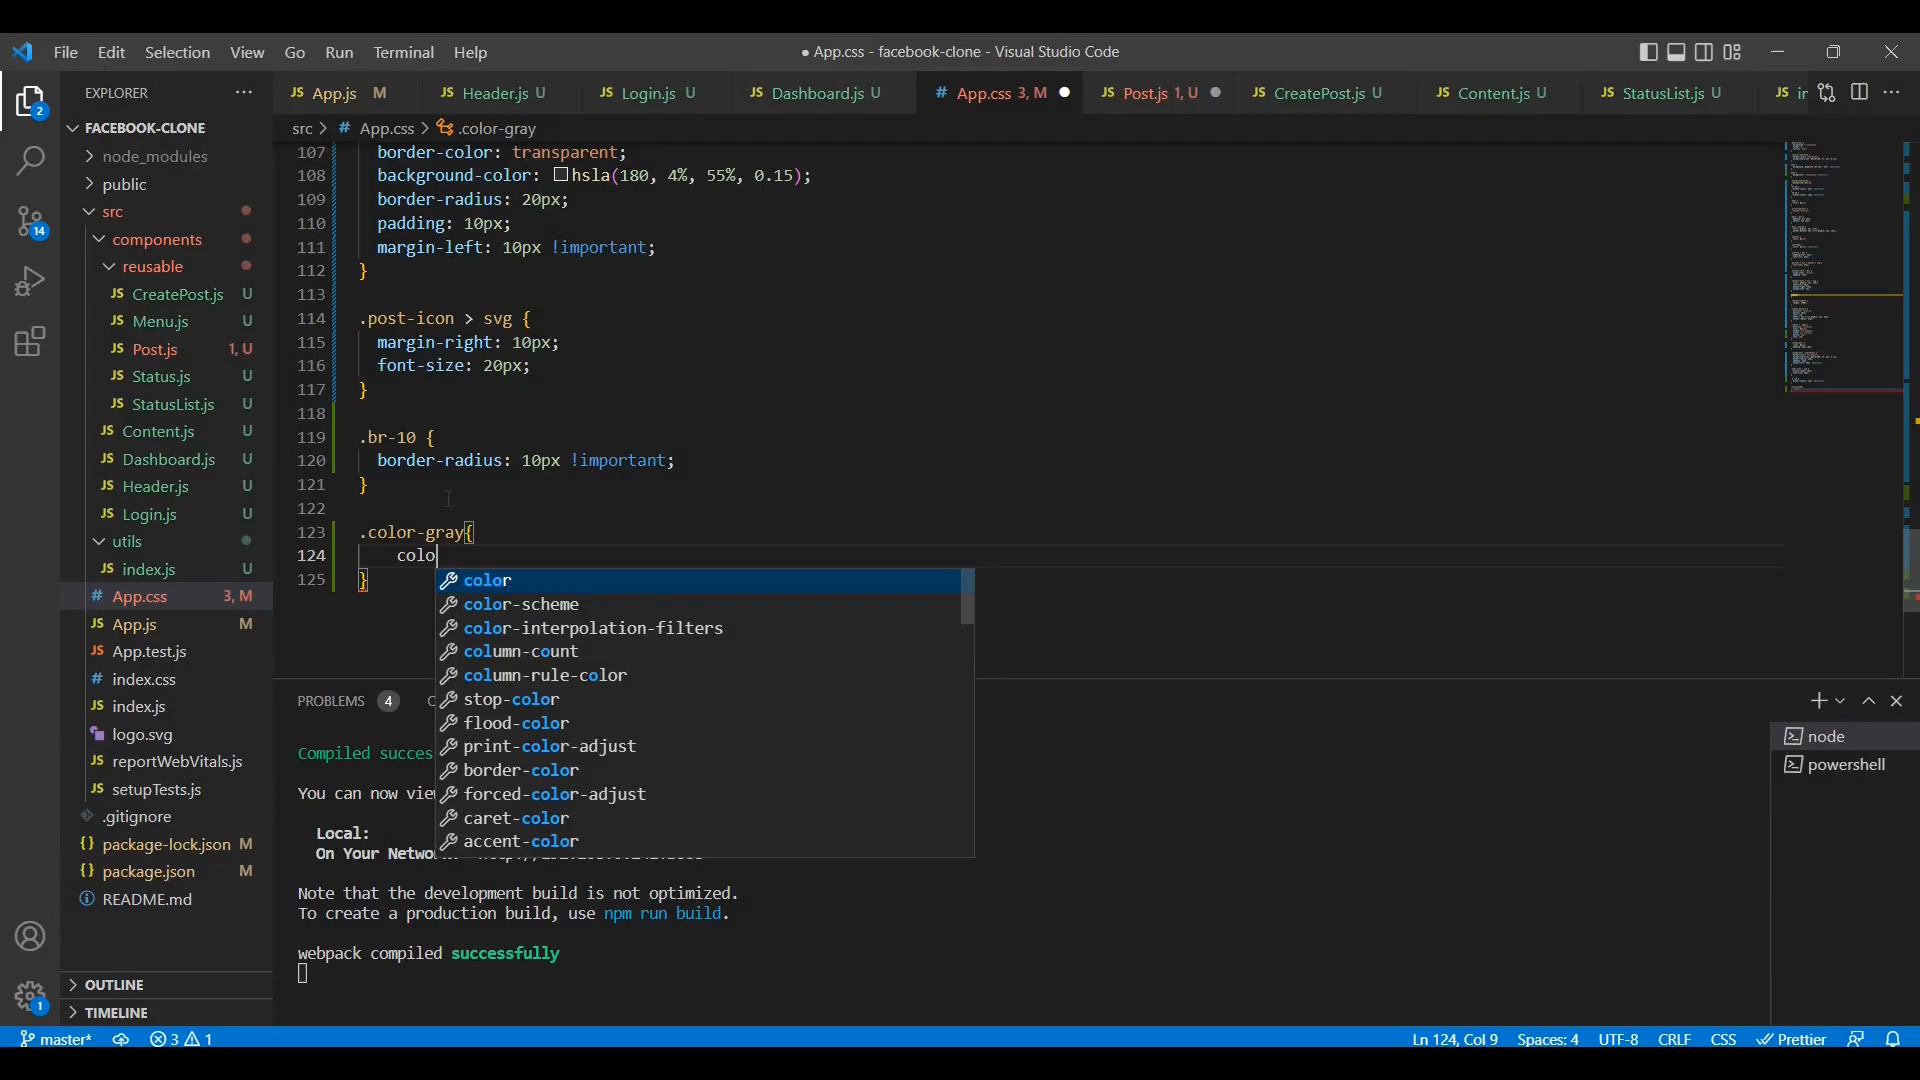 File Edit Selection View Go Run Terminal Help
● App.css - facebook-clone - Visual Studio Code
EXPLORER
JS App.js M
JS Header.js U
JS Login.js U
JS Dashboard.js U
# App.css 3, M
JS Post.js 1, U
JS CreatePost.js U
JS Content.js U
JS StatusList.js U
JS
src > # App.css > .color-gray
2
14
1
FACEBOOK-CLONE
node_modules
public
src
components
reusable
JS CreatePost.js U
JS Menu.js U
JS Post.js 1, U
JS Status.js U
JS StatusList.js U
JS Content.js U
JS Dashboard.js U
JS Header.js U
JS Login.js U
utils
JS index.js U
# App.css 3, M
JS App.js M
JS App.test.js
# index.css
JS index.js
logo.svg
JS reportWebVitals.js
JS setupTests.js
.gitignore
{} package-lock.json M
{} package.json M
README.md
OUTLINE
TIMELINE
107 border-color: transparent;
108 background-color: hsla(180, 4%, 55%, 0.15);
109 border-radius: 20px;
110 padding: 10px;
111 margin-left: 10px !important;
112 }
113
114 .post-icon > svg {
115 margin-right: 10px;
116 font-size: 20px;
117 }
118
119 .br-10 {
120 border-radius: 10px !important;
121 }
122
123 .color-gray{
124 colo
125 }
color
color-scheme
color-interpolation-filters
column-count
column-rule-color
stop-color
flood-color
print-color-adjust
border-color
forced-color-adjust
caret-color
accent-color
PROBLEMS 4
Compiled succes
You can now vie
Local:
On Your Netwo
Note that the development build is not optimized.
To create a production build, use npm run build.
webpack compiled successfully
node
powershell
master* 3 1
Ln 124, Col 9 Spaces: 4 UTF-8 CRLF CSS Prettier